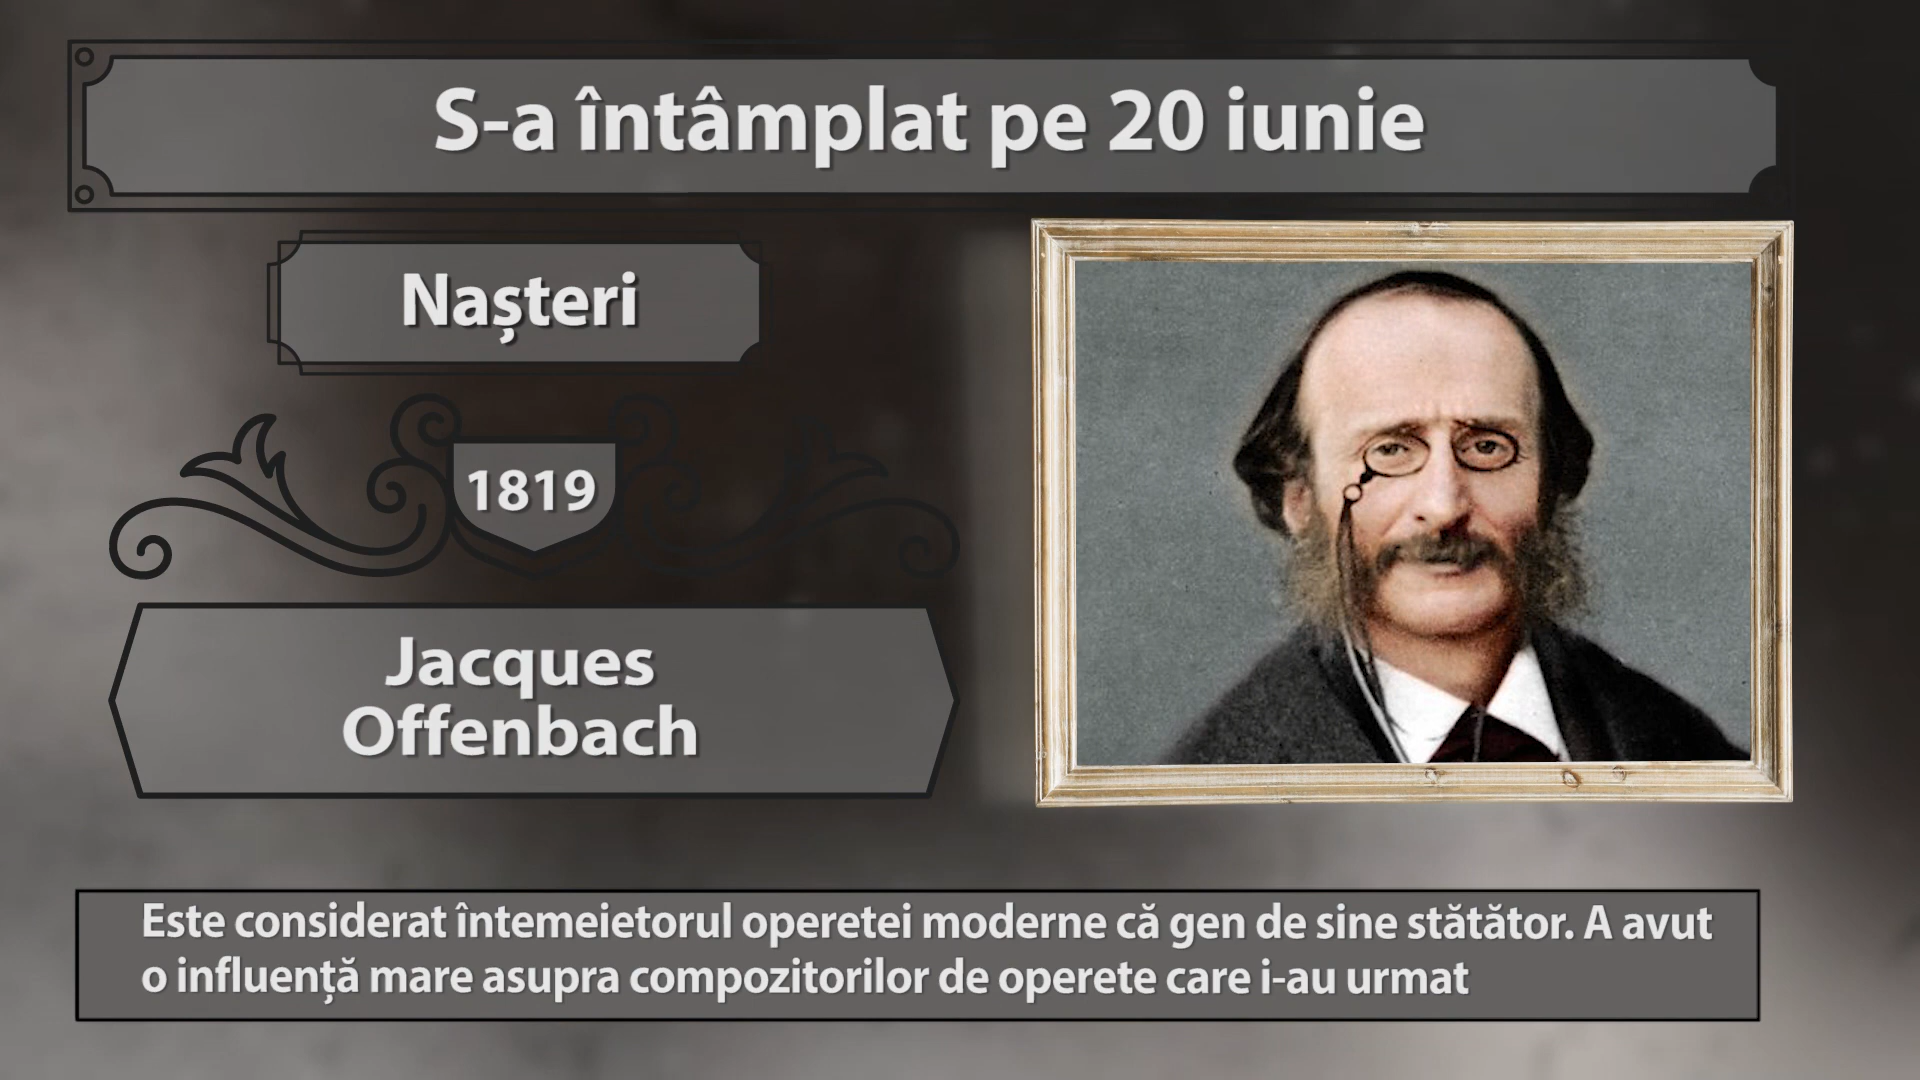 S-a întâmplat pe 20 iunie
Nașteri
1819
Jacques
Offenbach
Este considerat întemeietorul operetei moderne că gen de sine stătător. A avut
o influență mare asupra compozitorilor de operete care i-au urmat